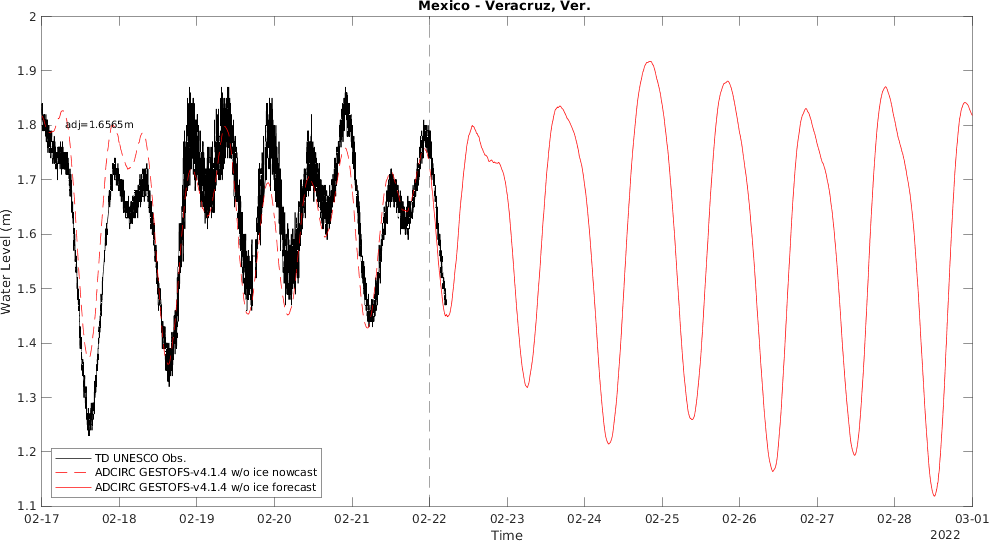 Mexico - Veracruz, Ver.
2
1.9
1.8
1.7
1.6
1.5
1.4
1.3
1.2
1.1
Water Level (m)
adj=1.6565m
TD UNESCO Obs.
ADCIRC GESTOFS-v4.1.4 w/o ice nowcast
ADCIRC GESTOFS-v4.1.4 w/o ice forecast
02-17 02-18 02-19 02-20 02-21 02-22 02-23 02-24 02-25 02-26 02-27 02-28 03-01
Time
2022